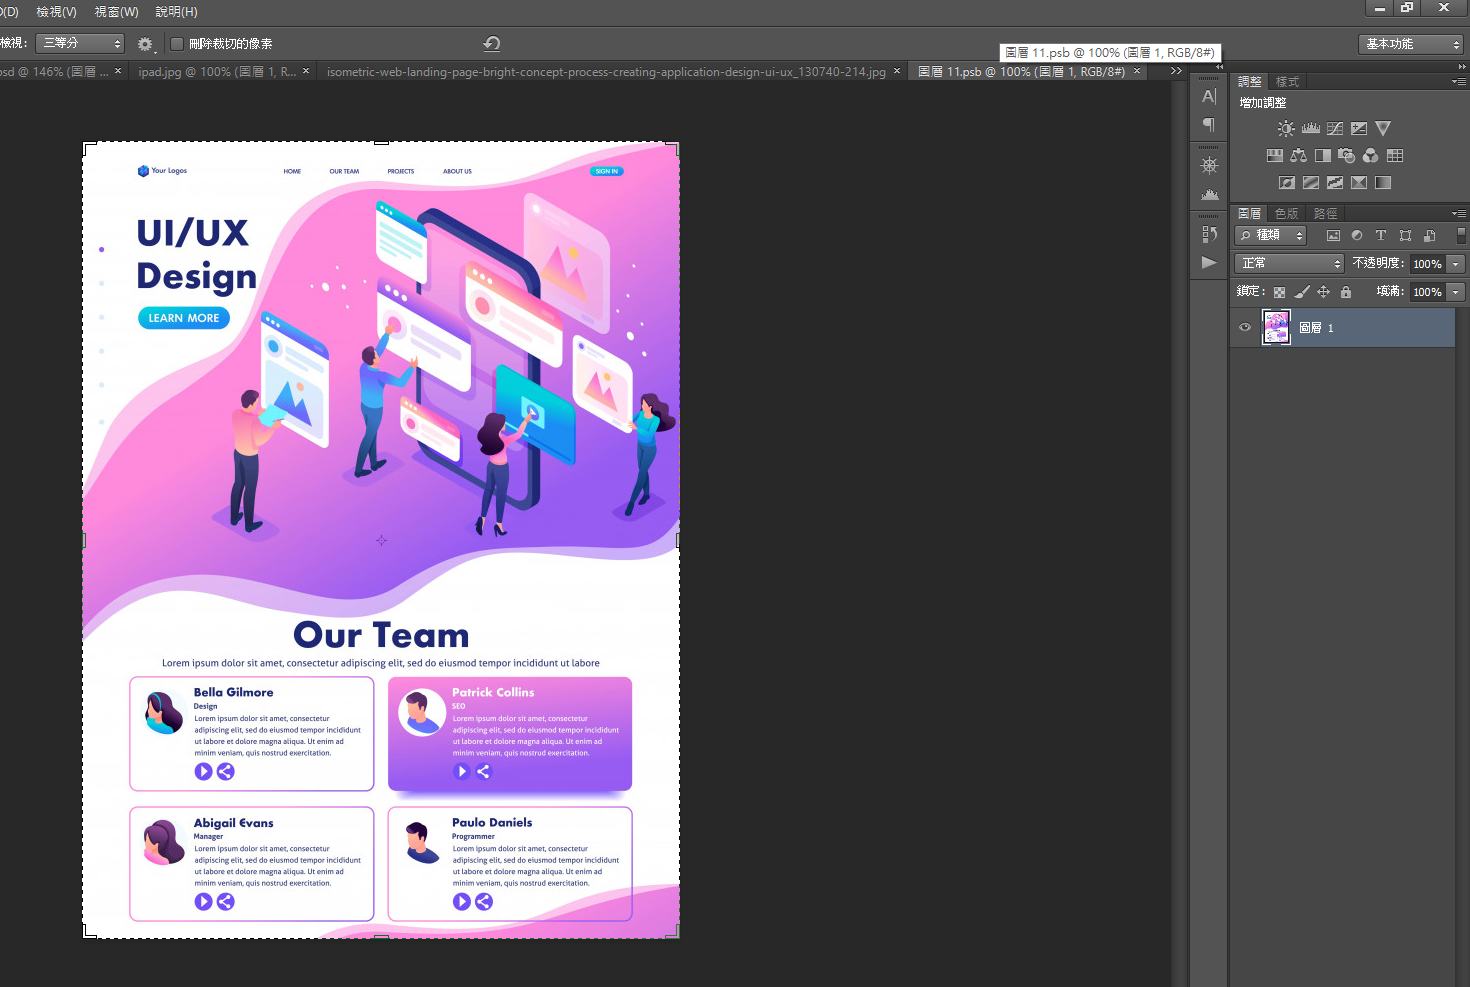 (D) 檢視(V) 視窗(W) 說明(H)
檢視: 三等分 刪除裁切的像素 基本功能
圖層 11.psb @ 100% (圖層 1, RGB/8#)
osd @ 146% (圖層 ... × ipad.jpg @ 100% (圖層 1, R... × isometric-web-landing-page-bright-concept-process-creating-application-design-ui-ux_130740-214.jpg × 圖層 11.psb @ 100% (圖層 1, RGB/8#) ×
Your Logos HOME OUR TEAM PROJECTS ABOUT US SIGN IN
UI/UX
Design
LEARN MORE
Our Team
Lorem ipsum dolor sit amet, consectetur adipiscing elit, sed do eiusmod tempor incididunt ut labore
Bella Gilmore
Design
Lorem ipsum dolor sit amet, consectetur
adipiscing elit, sed do eiusmod tempor incididunt
ut labore et dolore magna aliqua. Ut enim ad
minim veniam, quis nostrud exercitation.
Patrick Collins
SEO
Lorem ipsum dolor sit amet, consectetur
adipiscing elit, sed do eiusmod tempor incididunt
ut labore et dolore magna aliqua. Ut enim ad
minim veniam, quis nostrud exercitation.
Abigail Evans
Manager
Lorem ipsum dolor sit amet, consectetur
adipiscing elit, sed do eiusmod tempor incididunt
ut labore et dolore magna aliqua. Ut enim ad
minim veniam, quis nostrud exercitation.
Paulo Daniels
Programmer
Lorem ipsum dolor sit amet, consectetur
adipiscing elit, sed do eiusmod tempor incididunt
ut labore et dolore magna aliqua. Ut enim ad
minim veniam, quis nostrud exercitation.
調整 樣式
增加調整
圖層 色版 路徑
種類
正常 不透明度: 100%
鎖定: 填滿: 100%
圖層 1